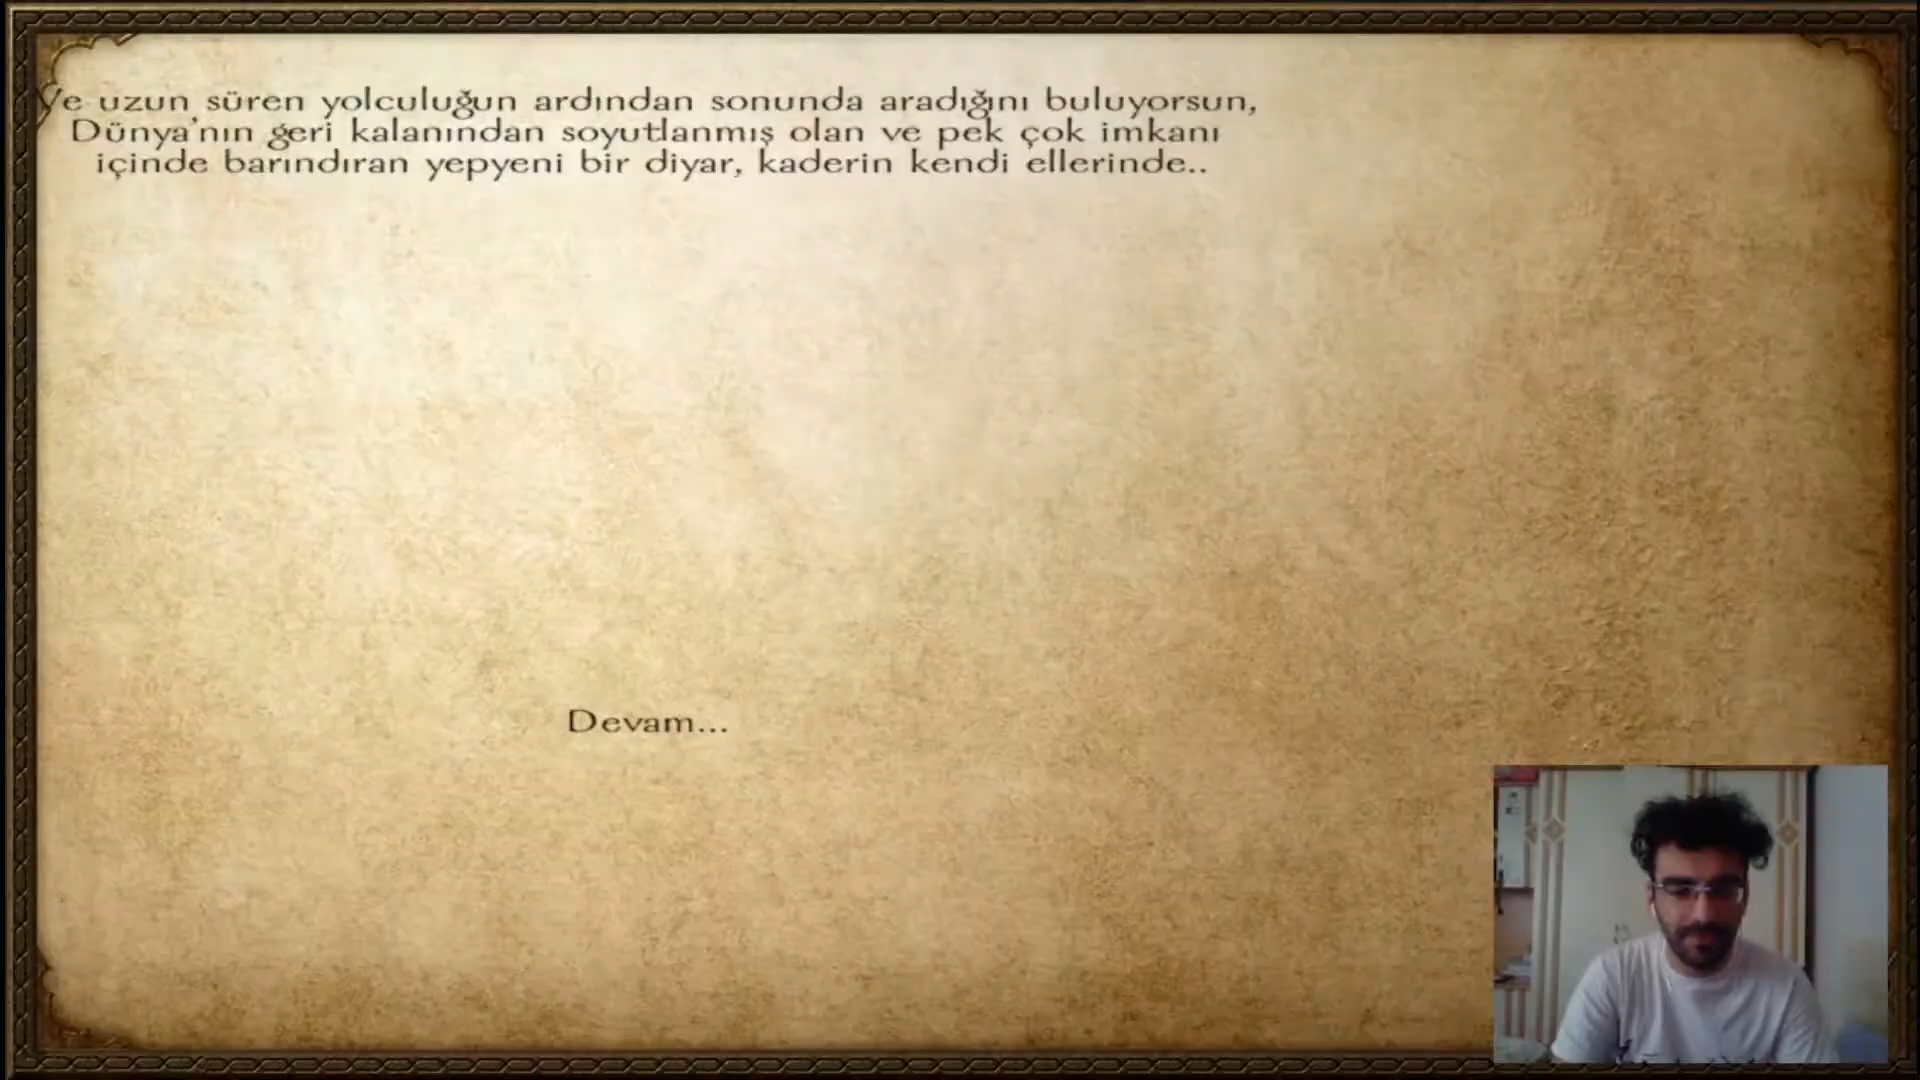 Ve uzun süren yolculuğun ardından sonunda aradığını buluyorsun,
Dünya'nın geri kalanından soyutlanmış olan ve pek çok imkanı
içinde barındıran yepyeni bir diyar, kaderin kendi ellerinde..
Devam...